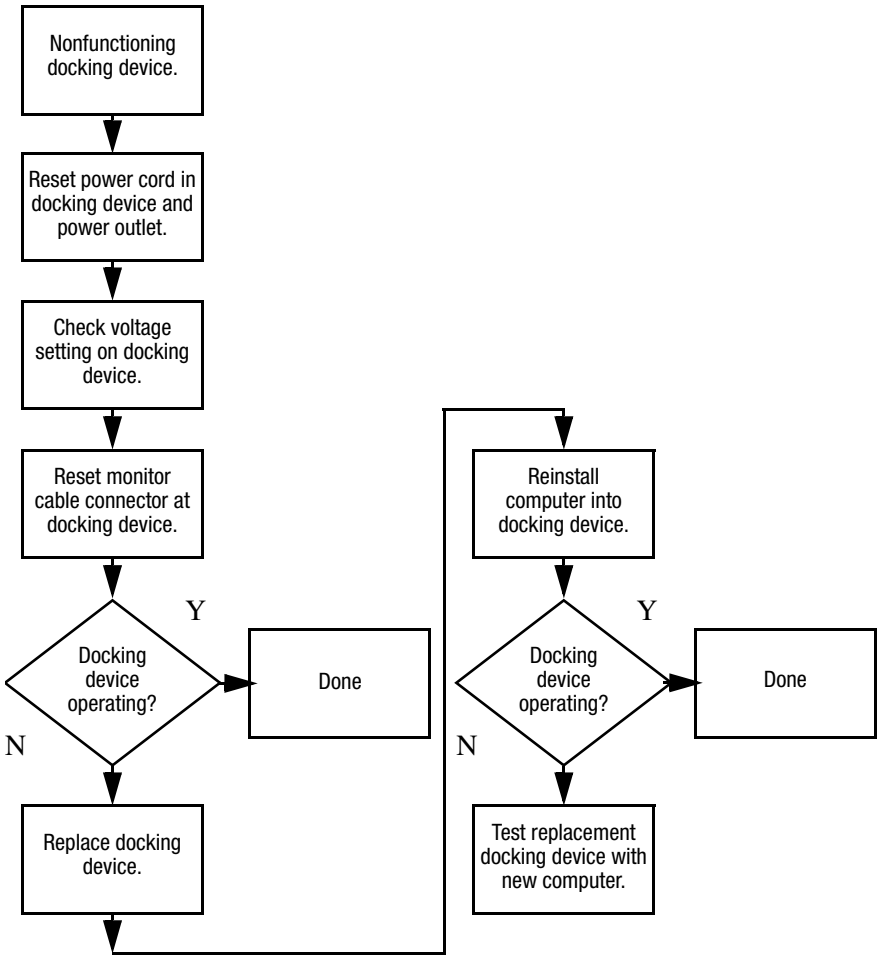 Nonfunctioning
docking device.
Reset power cord in
docking device and
power outlet.
Check voltage
setting on docking
device.
Reset monitor
cable connector at
docking device.
Y
Docking
device
operating?
Done
N
Replace docking
device.
Reinstall
computer into
docking device.
Y
Docking
device
operating?
Done
N
Test replacement
docking device with
new computer.